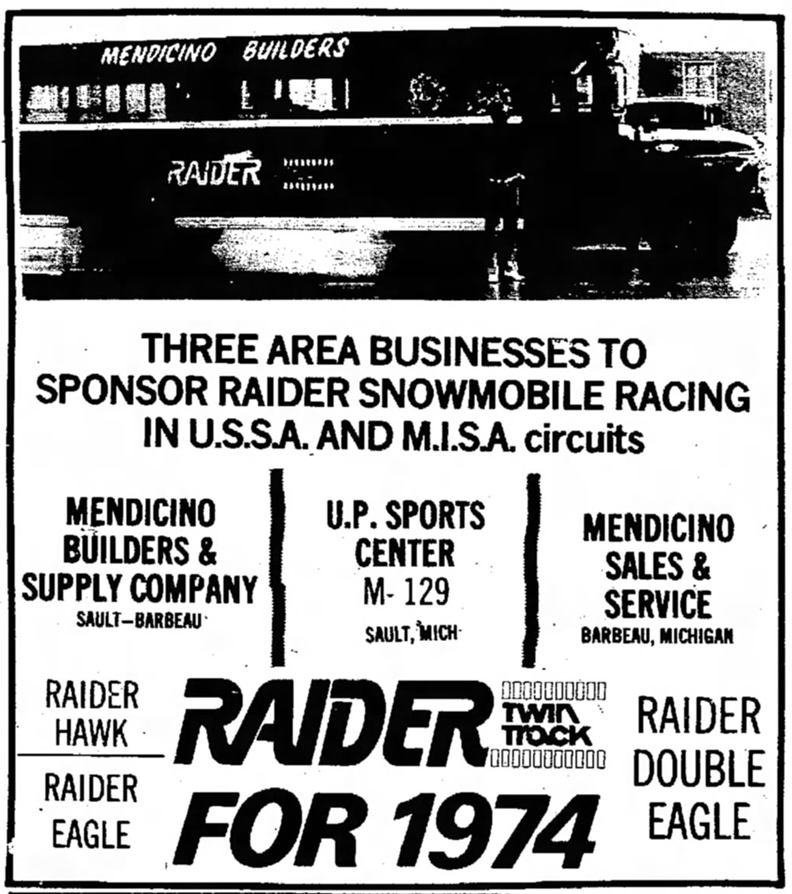 MENDICINO BUILDERS
RAIDER
THREE AREA BUSINESSES TO
SPONSOR RAIDER SNOWMOBILE RACING
IN U.S.S.A. AND M.I.S.A. circuits
MENDICINO
BUILDERS &
SUPPLY COMPANY
SAULT-BARBEAU
U.P. SPORTS
CENTER
M-129
SAULT, MICH
MENDICINO
SALES &
SERVICE
BARBEAU, MICHIGAN
RAIDER
HAWK
RAIDER
EAGLE
RAIDER
TWIN
TRACK
FOR 1974
RAIDER
DOUBLE
EAGLE